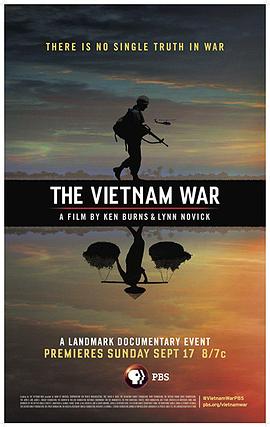 THERE IS NO SINGLE TRUTH IN WAR
THE VIETNAM WAR
A FILM BY KEN BURNS & LYNN NOVICK
A LANDMARK DOCUMENTARY EVENT
PREMIERES SUNDAY SEPT 17 8/7c
PBS
#VietnamWarPBS
pbs.org/vietnamwar